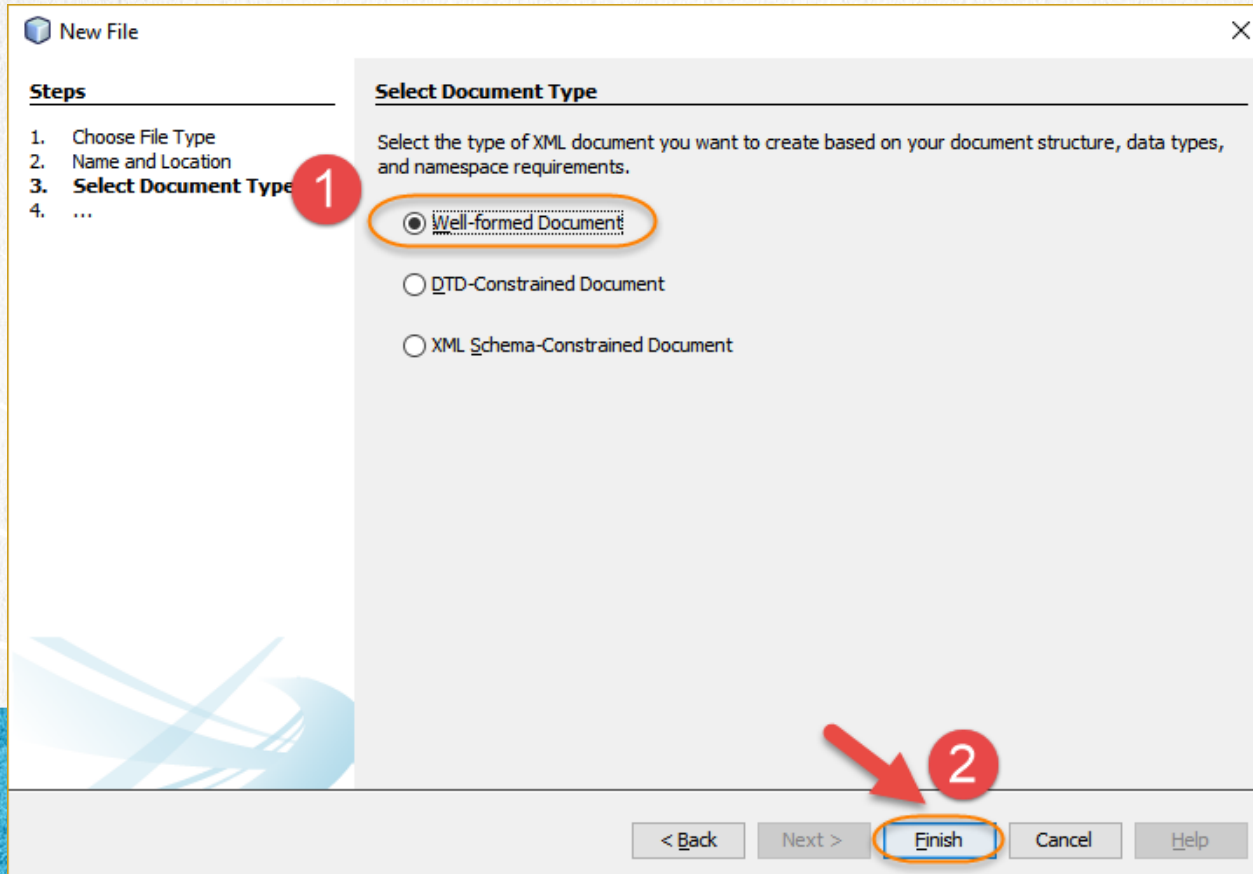 New File
Steps
1. Choose File Type
2. Name and Location
3. Select Document Type
4. ...
1
Select Document Type
Select the type of XML document you want to create based on your document structure, data types,
and namespace requirements.
Well-formed Document
DTD-Constrained Document
XML Schema-Constrained Document
2
< Back Next > Finish Cancel Help